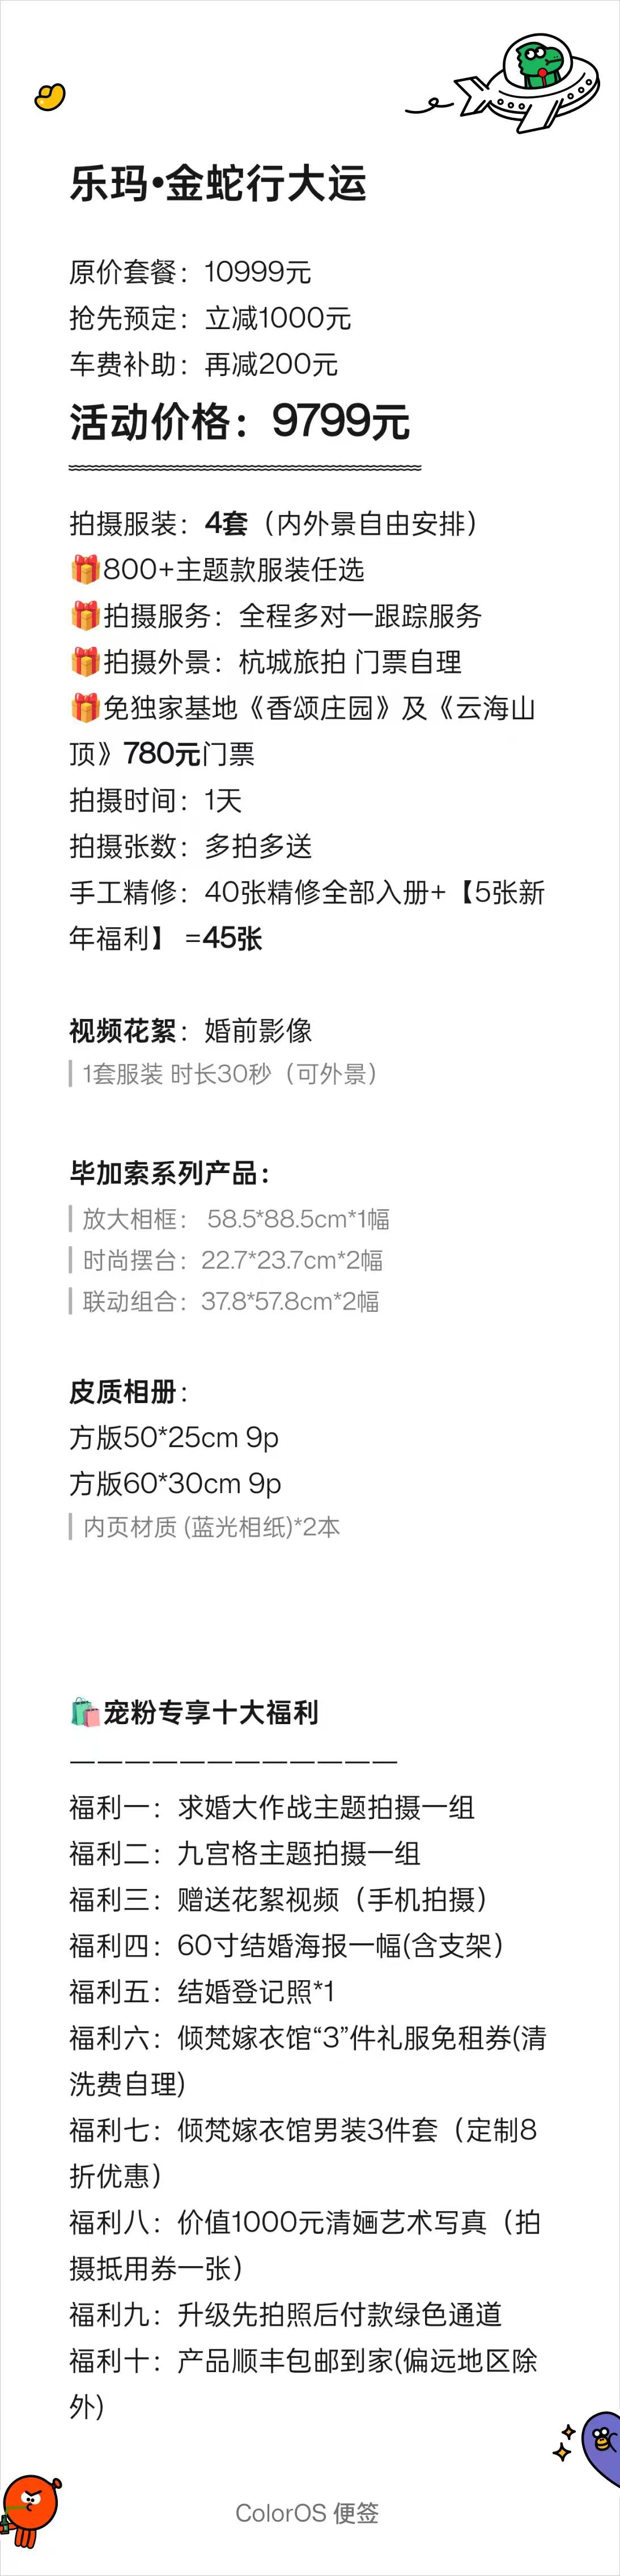 乐玛•金蛇行大运
原价套餐：10999元
抢先预定：立减1000元
车费补助：再减200元
活动价格：9799元
拍摄服装：4套（内外景自由安排）
🎁800+主题款服装任选
🎁拍摄服务：全程多对一跟踪服务
🎁拍摄外景：杭城旅拍 门票自理
🎁免独家基地《香颂庄园》及《云海山
顶》780元门票
拍摄时间：1天
拍摄张数：多拍多送
手工精修：40张精修全部入册+【5张新
年福利】 =45张
视频花絮：婚前影像
1套服装 时长30秒（可外景）
毕加索系列产品：
放大相框： 58.5*88.5cm*1幅
时尚摆台：22.7*23.7cm*2幅
联动组合：37.8*57.8cm*2幅
皮质相册：
方版50*25cm 9p
方版60*30cm 9p
内页材质 (蓝光相纸)*2本
🛍️宠粉专享十大福利
————————————
福利一：求婚大作战主题拍摄一组
福利二：九宫格主题拍摄一组
福利三：赠送花絮视频（手机拍摄）
福利四：60寸结婚海报一幅(含支架）
福利五：结婚登记照*1
福利六：倾梵嫁衣馆“3”件礼服免租券(清
洗费自理)
福利七：倾梵嫁衣馆男装3件套（定制8
折优惠）
福利八：价值1000元清婳艺术写真（拍
摄抵用券一张）
福利九：升级先拍照后付款绿色通道
福利十：产品顺丰包邮到家(偏远地区除
外)
ColorOS 便签